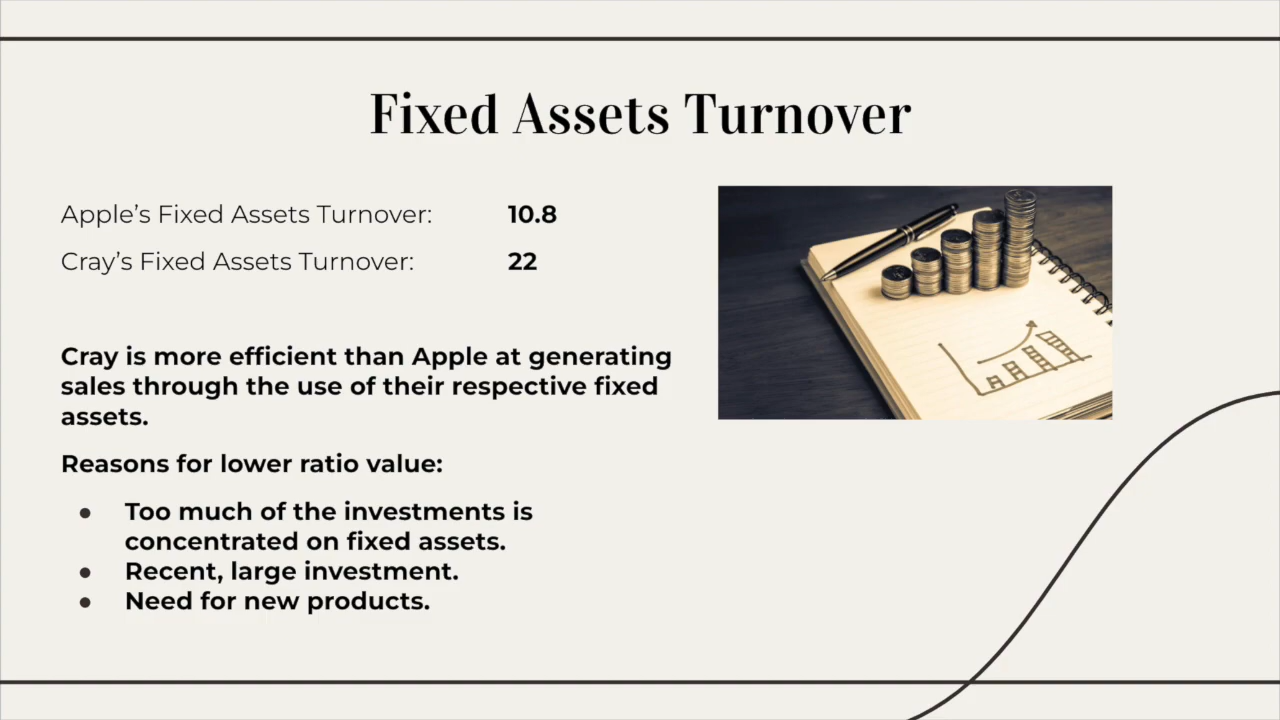 Fixed Assets Turnover
Apple’s Fixed Assets Turnover: 10.8
Cray’s Fixed Assets Turnover: 22
Cray is more efficient than Apple at generating
sales through the use of their respective fixed
assets.
Reasons for lower ratio value:
● Too much of the investments is
concentrated on fixed assets.
● Recent, large investment.
● Need for new products.